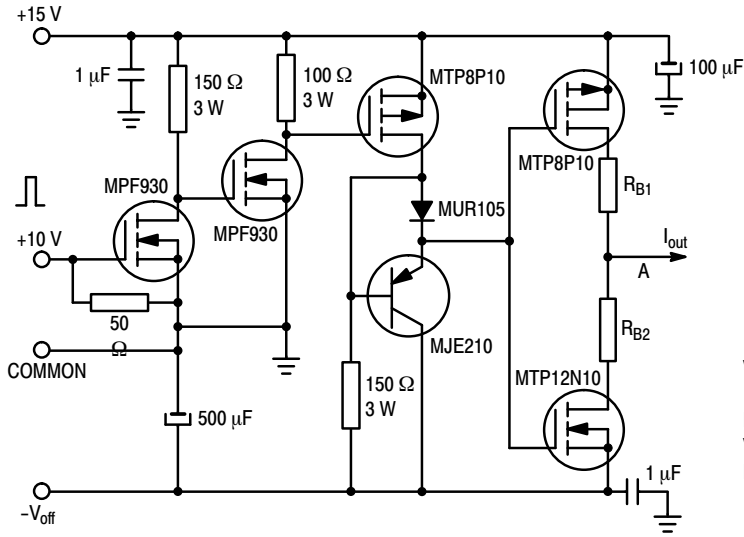 +15 V
1 μF
150 Ω
3 W
100 Ω
3 W
MTP8P10
100 μF
MPF930
MPF930
MTP8P10
MUR105
RB1
+10 V
Iout
A
50
Ω
COMMON
MJE210
RB2
500 μF
150 Ω
3 W
MTP12N10
1 μF
–Voff